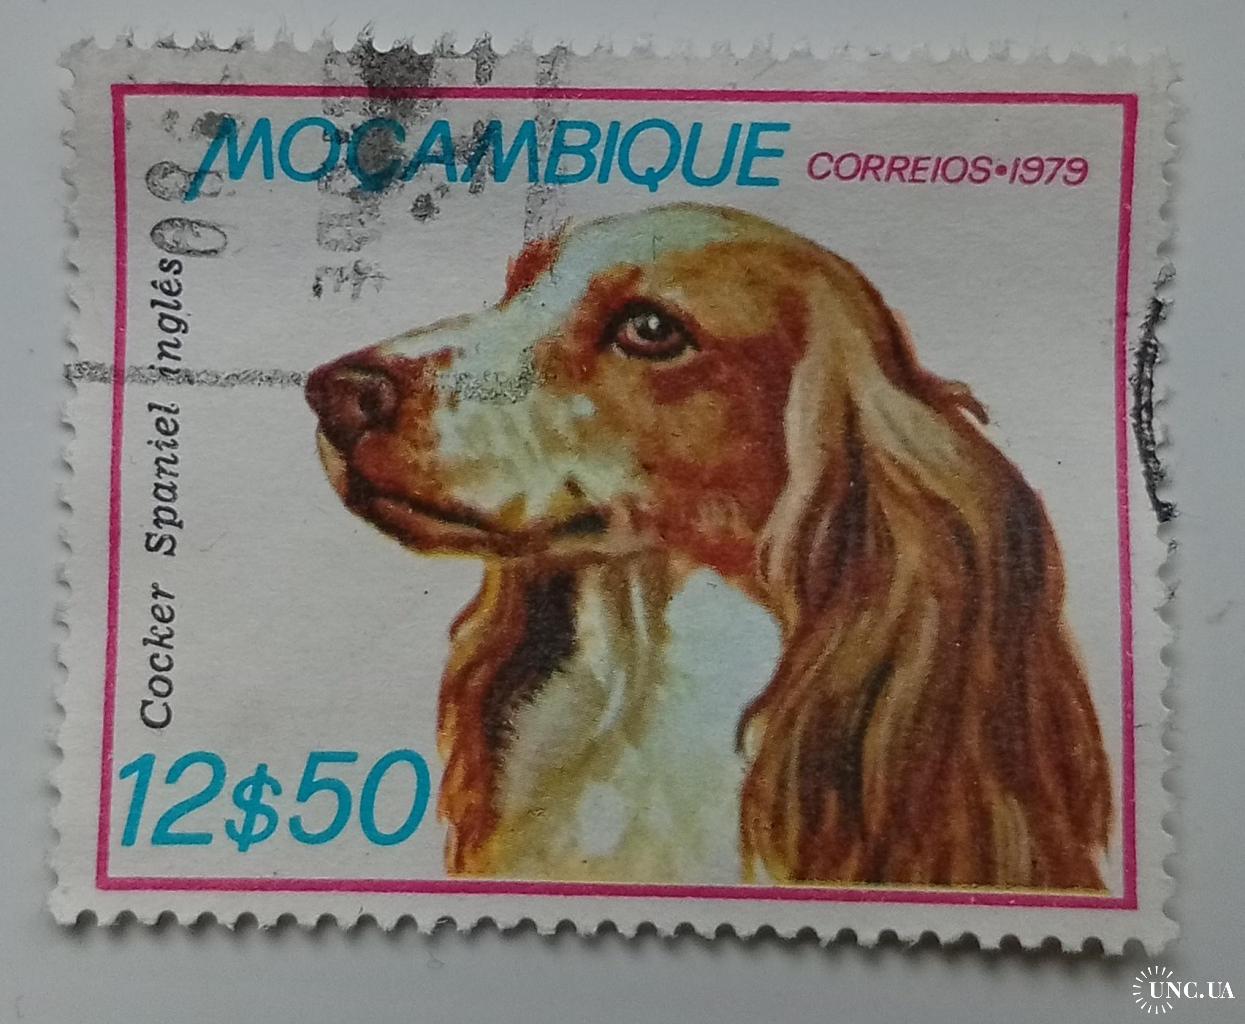 MOÇAMBIQUE CORREIOS•1979
Cocker Spaniel inglês
12$50
UNC.UA